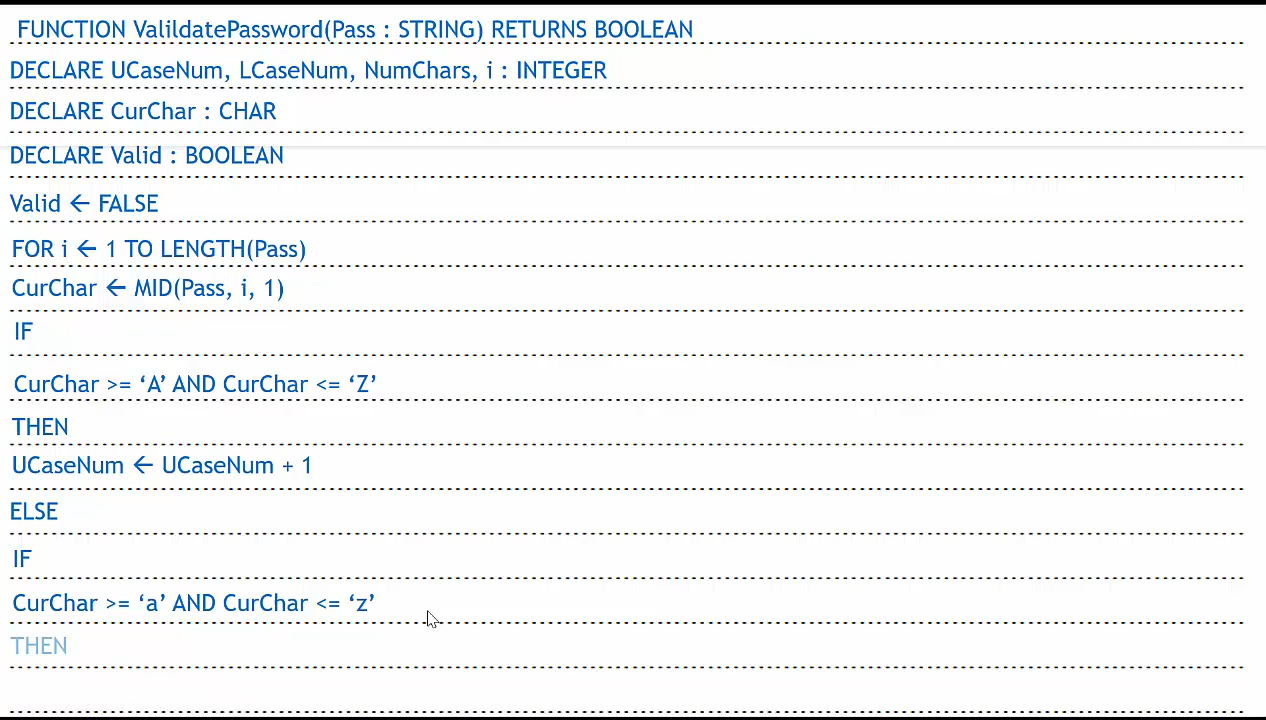 FUNCTION ValildatePassword(Pass : STRING) RETURNS BOOLEAN
DECLARE UCaseNum, LCaseNum, NumChars, i : INTEGER
DECLARE CurChar : CHAR
DECLARE Valid : BOOLEAN
Valid ← FALSE
FOR i ← 1 TO LENGTH(Pass)
CurChar ← MID(Pass, i, 1)
IF
CurChar >= ‘A’ AND CurChar <= ‘Z’
THEN
UCaseNum ← UCaseNum + 1
ELSE
IF
CurChar >= ‘a’ AND CurChar <= ‘z’
THEN